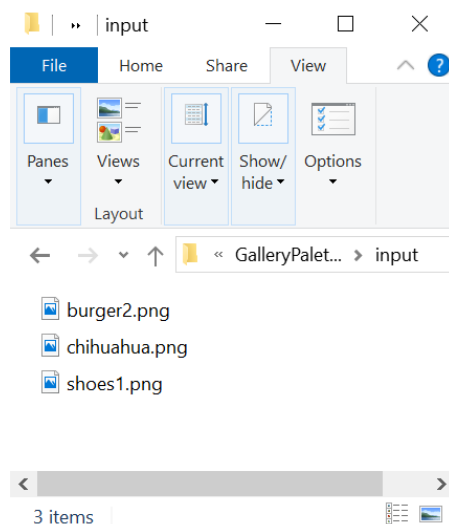 input
File Home Share View
Panes Views Current view Show/ hide Options
Layout
« GalleryPalet... > input
burger2.png
chihuahua.png
shoes1.png
3 items